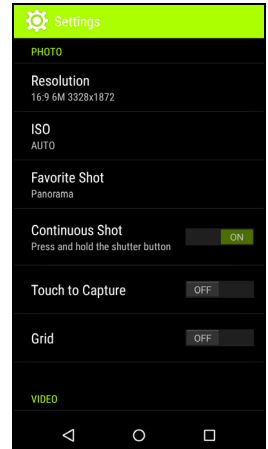 Settings
PHOTO
Resolution
16:9 6M 3328x1872
ISO
AUTO
Favorite Shot
Panorama
Continuous Shot
Press and hold the shutter button
ON
Touch to Capture
OFF
Grid
OFF
VIDEO